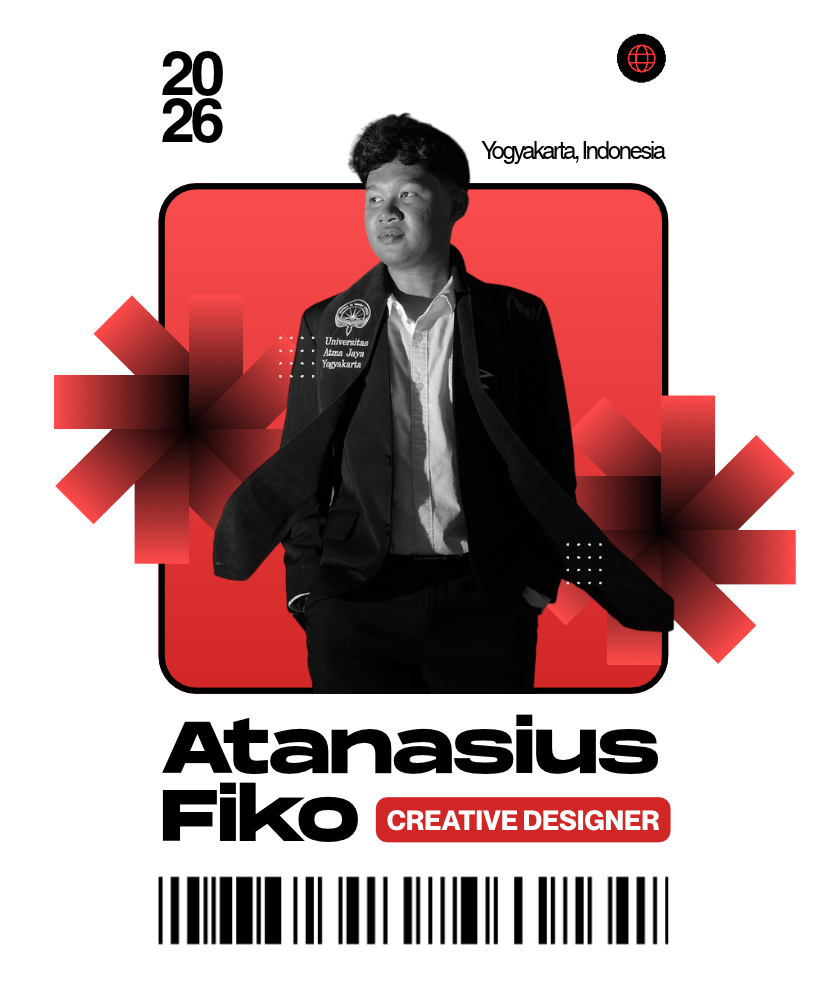 20
26
Yogyakarta, Indonesia
Universitas
Atma Jaya
Yogyakarta
Atanasius
Fiko
CREATIVE DESIGNER